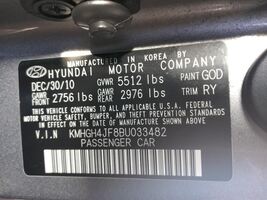 MANUFACTURED IN KOREA BY
HYUNDAI MOTOR COMPANY
DEC/30/10 GVWR 5512 lbs PAINT GOD
GAWR FRONT 2756 lbs GAWR REAR 2976 lbs TRIM RY
THIS VEHICLE CONFORMS TO ALL APPLICABLE U.S. FEDERAL
MOTOR VEHICLE SAFETY, BUMPER, AND THEFT PREVENTION
STANDARDS IN EFFECT ON THE DATE OF MANUFACTURE
SHOWN ABOVE.
V.I.N KMHGH4JF8BU033482
PASSENGER CAR